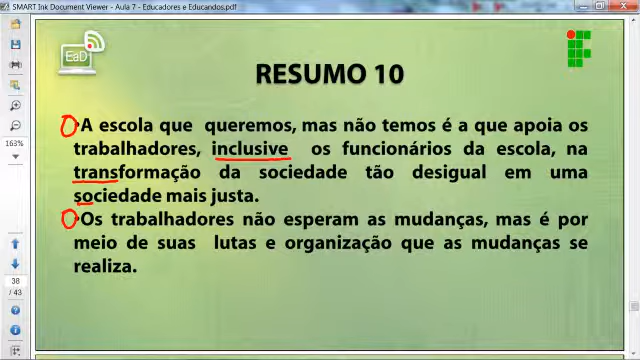 SMART Ink Document Viewer - Aula 7 - Educadores e Educandos.pdf
EaD
RESUMO 10
•A escola que queremos, mas não temos é a que apoia os
trabalhadores, inclusive os funcionários da escola, na
transformação da sociedade tão desigual em uma
sociedade mais justa.
•Os trabalhadores não esperam as mudanças, mas é por
meio de suas lutas e organização que as mudanças se
realiza.
163%
38
/ 43